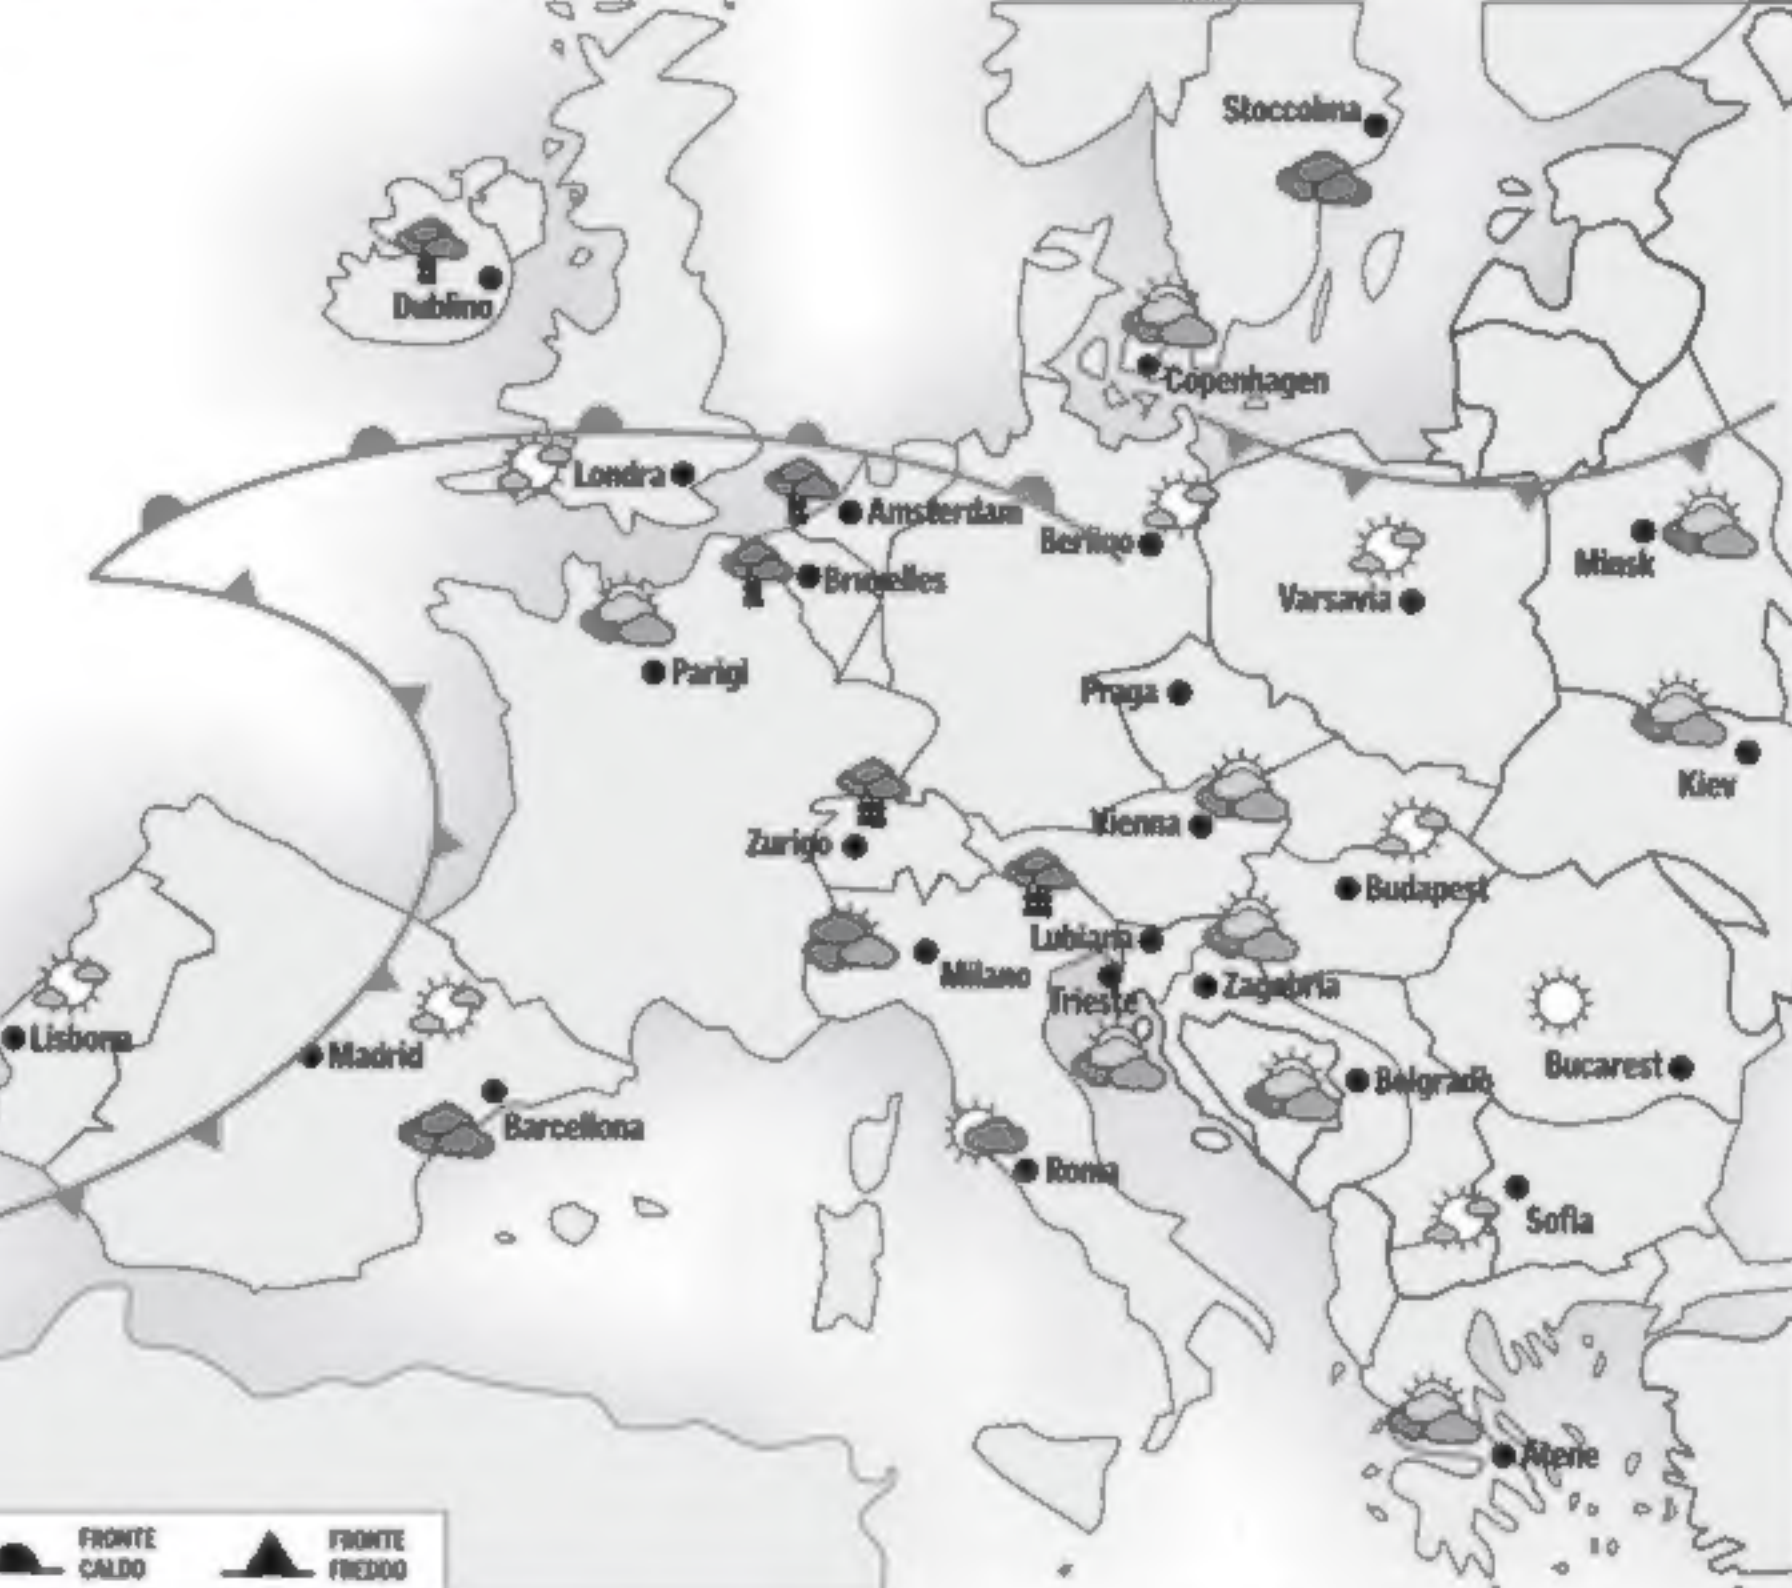 Stoccolma
Dublino
Copenhagen
Londra
Amsterdam
Berlino
Minsk
Bruxelles
Varsavia
Parigi
Praga
Kiev
Vienna
Zurigo
Budapest
Lubiana
Milano
Zagabria
Trieste
Lisbona
Madrid
Bucarest
Belgrado
Barcellona
Roma
Sofia
Atene
FRONTE
CALDO
FRONTE
FREDDO